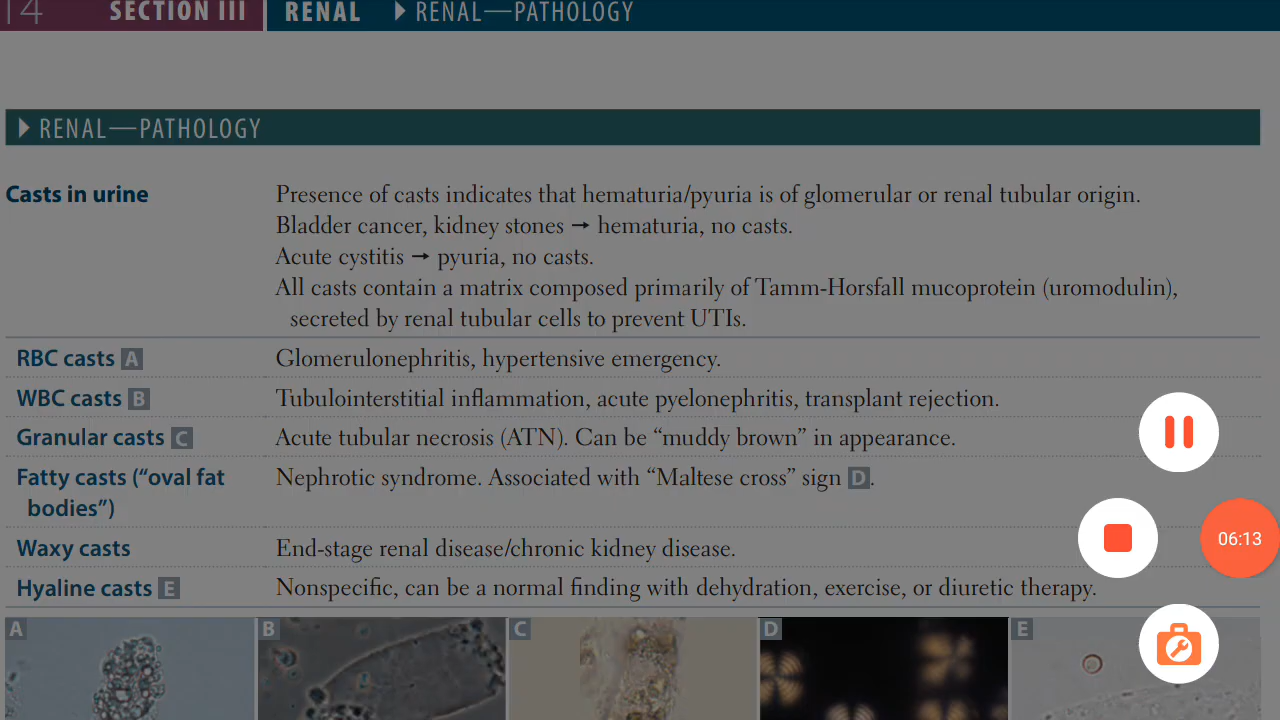 14 SECTION III RENAL ▶ RENAL—PATHOLOGY
▶ RENAL—PATHOLOGY
Casts in urine Presence of casts indicates that hematuria/pyuria is of glomerular or renal tubular origin.
Bladder cancer, kidney stones → hematuria, no casts.
Acute cystitis → pyuria, no casts.
All casts contain a matrix composed primarily of Tamm-Horsfall mucoprotein (uromodulin),
secreted by renal tubular cells to prevent UTIs.
RBC casts A Glomerulonephritis, hypertensive emergency.
WBC casts B Tubulointerstitial inflammation, acute pyelonephritis, transplant rejection.
Granular casts C Acute tubular necrosis (ATN). Can be “muddy brown” in appearance.
Fatty casts (“oval fat Nephrotic syndrome. Associated with “Maltese cross” sign D.
bodies”)
Waxy casts End-stage renal disease/chronic kidney disease.
Hyaline casts E Nonspecific, can be a normal finding with dehydration, exercise, or diuretic therapy.
A B C D E
06:13